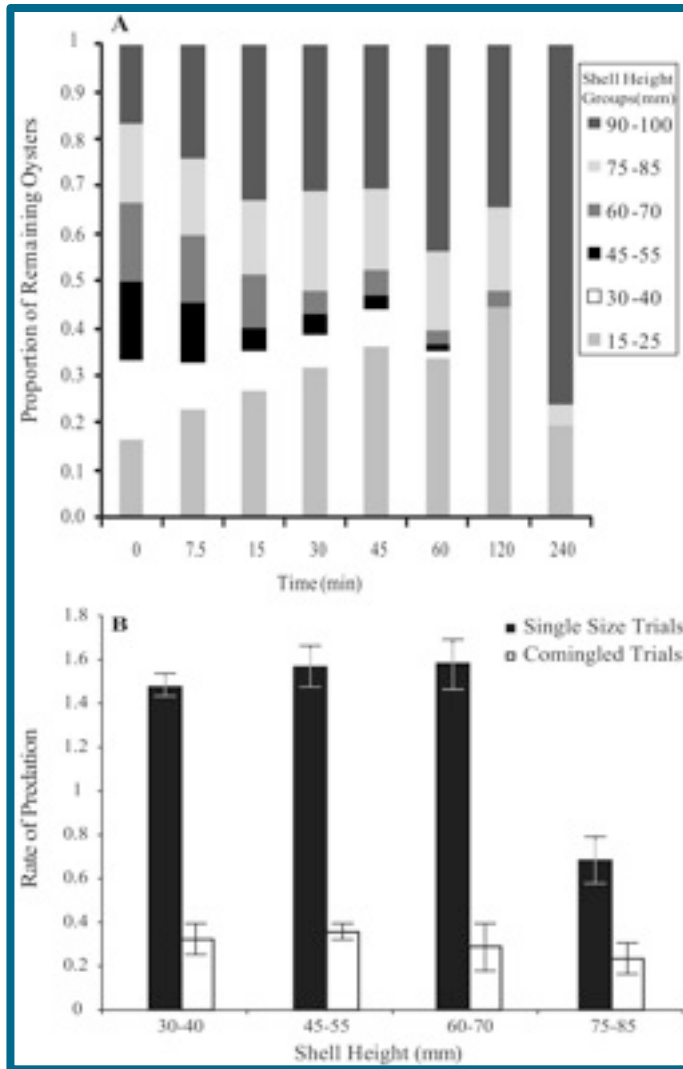 A
Proportion of Remaining Oysters
1
0.9
0.8
0.7
0.6
0.5
0.4
0.3
0.2
0.1
0.0
0 7.5 15 30 45 60 120 240
Time (min)
Shell Height
Groups(mm)
90-100
75-85
60-70
45-55
30-40
15-25
B
Single Size Trials
Comingled Trials
Rate of Predation
1.8
1.6
1.4
1.2
1
0.8
0.6
0.4
0.2
0
30-40 45-55 60-70 75-85
Shell Height (mm)